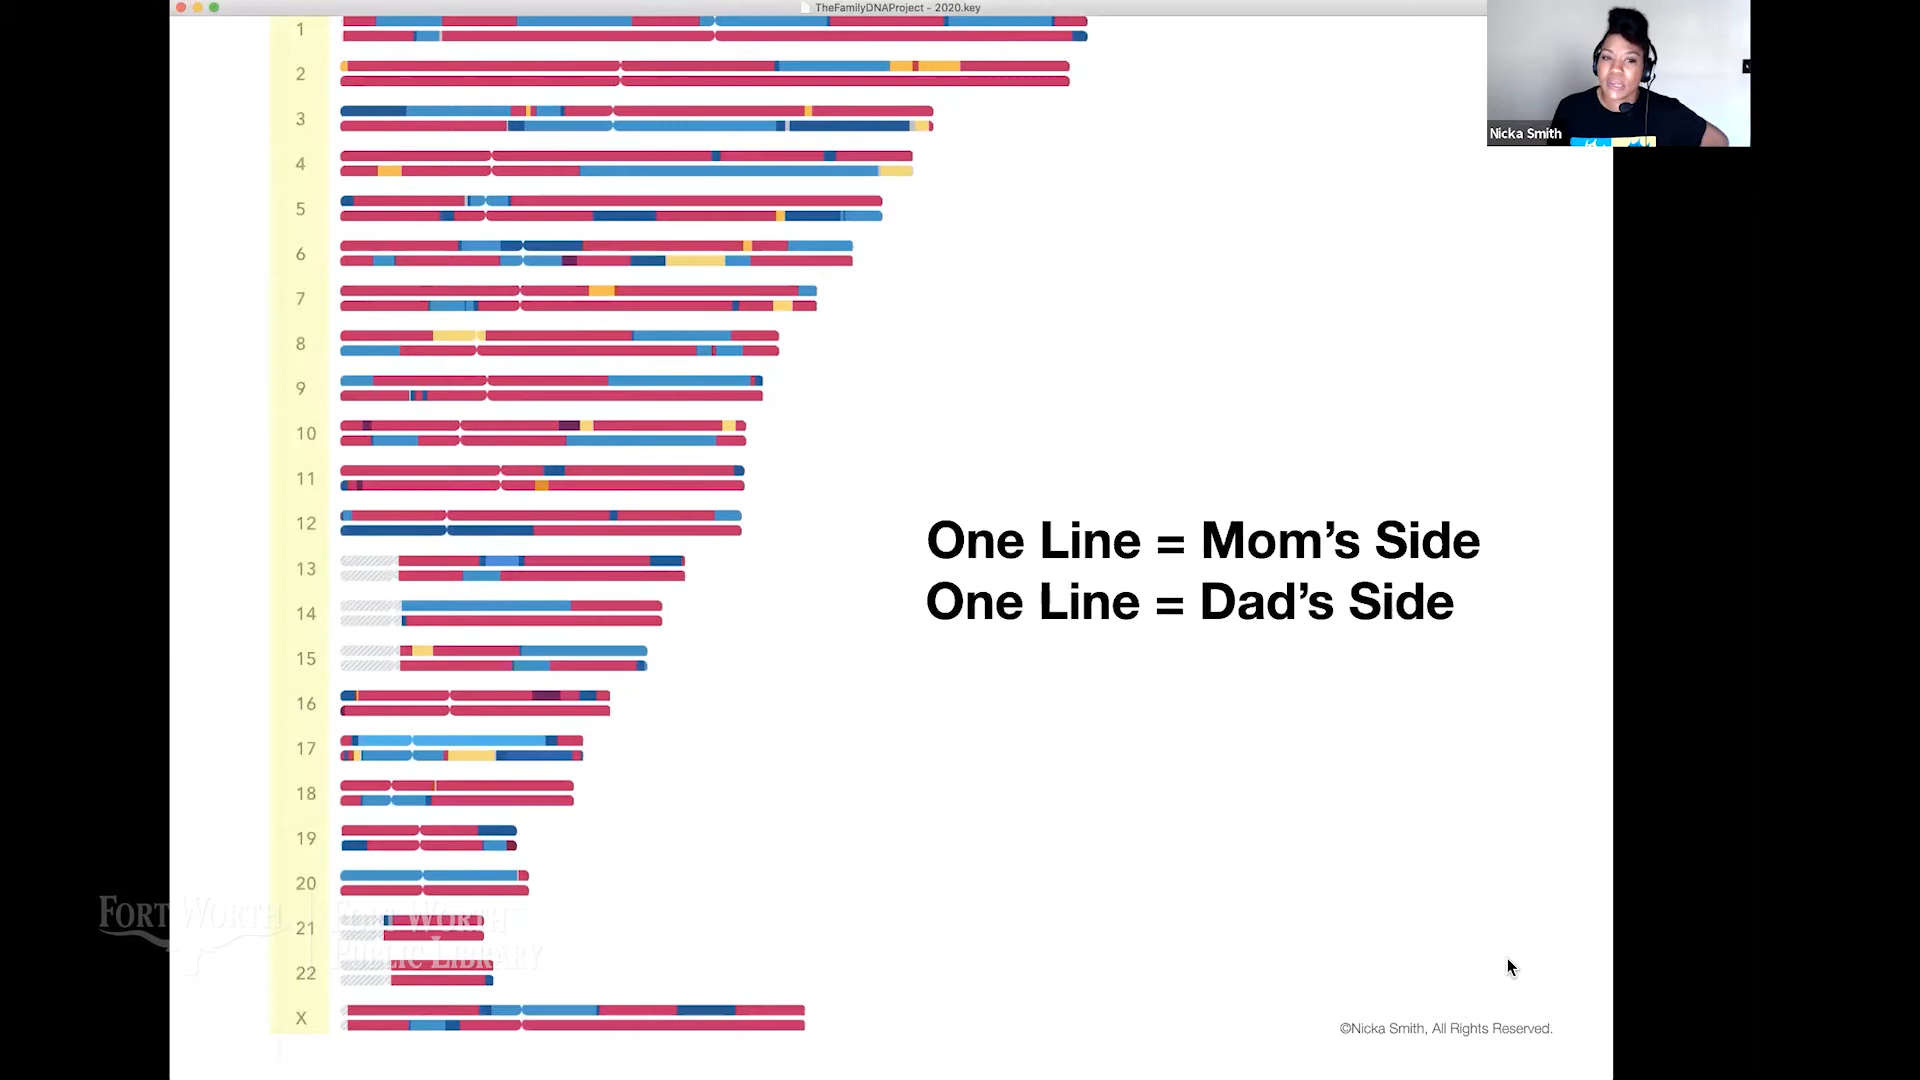 TheFamilyDNAProject - 2020.key
Nicka Smith
1
2
3
4
5
6
7
8
9
10
11
12
13
14
15
16
17
18
19
20
21
22
X
One Line = Mom’s Side
One Line = Dad’s Side
FORT WORTH
FORT WORTH
PUBLIC LIBRARY
©Nicka Smith, All Rights Reserved.